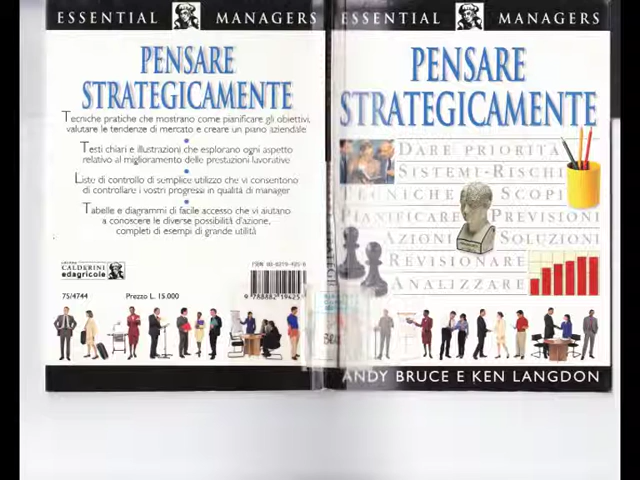 ESSENTIAL MANAGERS
PENSARE
STRATEGICAMENTE
Tecniche pratiche che mostrano come pianificare gli obiettivi,
valutare le tendenze di mercato e creare un piano aziendale
Testi chiari e illustrazioni che esplorano ogni aspetto
relativo al miglioramento delle prestazioni lavorative
Liste di controllo di semplice utilizzo che vi consentono
di controllare i vostri progressi in qualità di manager
Tabelle e diagrammi di facile accesso che vi aiutano
a conoscere le diverse possibilità d'azione,
completi di esempi di grande utilità
CALDERINI
edagricole
75/4744 Prezzo L. 15.000
ESSENTIAL MANAGERS
PENSARE
STRATEGICAMENTE
DARE PRIORITÀ
SISTEMI-RISCHI
TECNICHE SCOPI
PIANIFICARE PREVISIONI
AZIONI SOLUZIONI
REVISIONARE
ANALIZZARE
ANDY BRUCE E KEN LANGDON